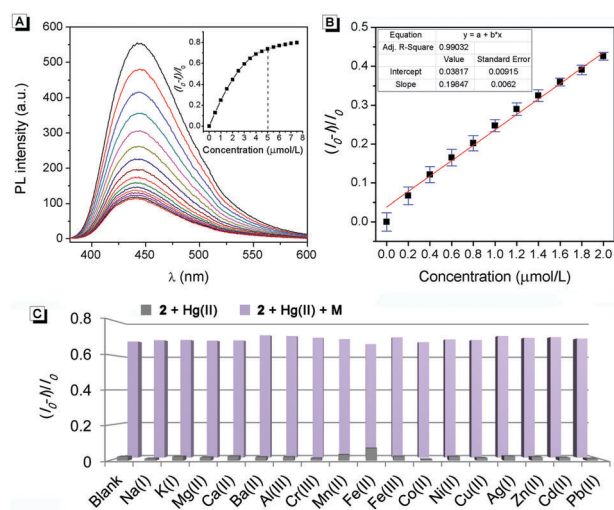 A
PL intensity (a.u.)
600
500
400
300
200
100
0
400 450 500 550 600
λ (nm)
(I0-I)/I0
0.8
0.6
0.4
0.2
0.0
0 1 2 3 4 5 6 7 8
Concentration (μmol/L)
B
Equation y = a + b*x
Adj. R-Square 0.99032
Value Standard Error
Intercept 0.03817 0.00915
Slope 0.19847 0.0062
(I0-I)/I0
0.5
0.4
0.3
0.2
0.1
0.0
0.0 0.2 0.4 0.6 0.8 1.0 1.2 1.4 1.6 1.8 2.0
Concentration (μmol/L)
C
2 + Hg(II) 2 + Hg(II) + M
(I0-I)/I0
0.8
0.6
0.4
0.2
0
Blank
Na(I)
K(I)
Mg(II)
Ca(II)
Ba(II)
Al(III)
Cr(III)
Mn(II)
Fe(II)
Fe(III)
Co(II)
Ni(II)
Cu(II)
Ag(I)
Zn(II)
Cd(II)
Pb(II)